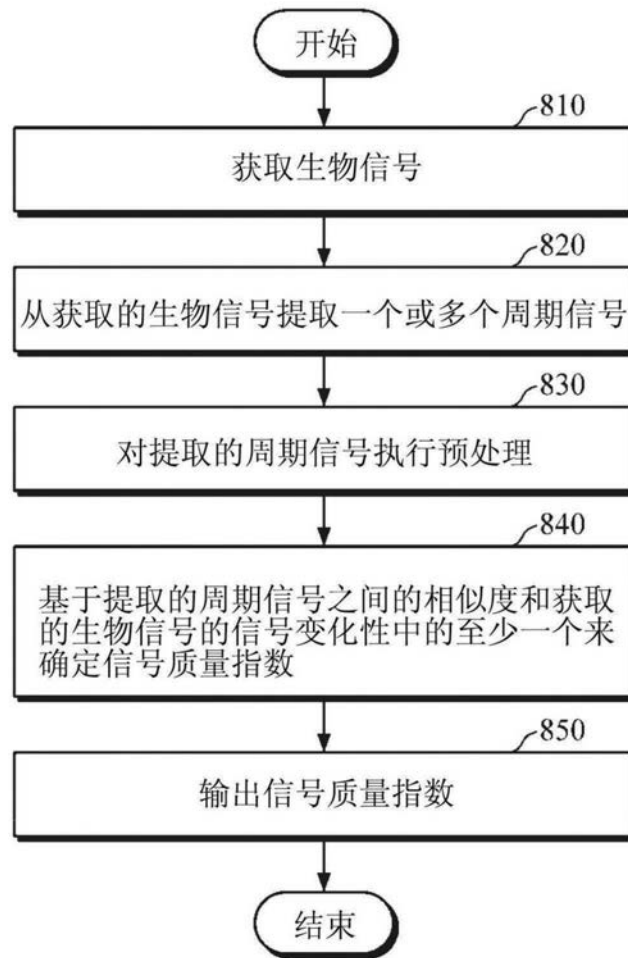 开始
810
获取生物信号
820
从获取的生物信号提取一个或多个周期信号
830
对提取的周期信号执行预处理
840
基于提取的周期信号之间的相似度和获取
的生物信号的信号变化性中的至少一个来
确定信号质量指数
850
输出信号质量指数
结束